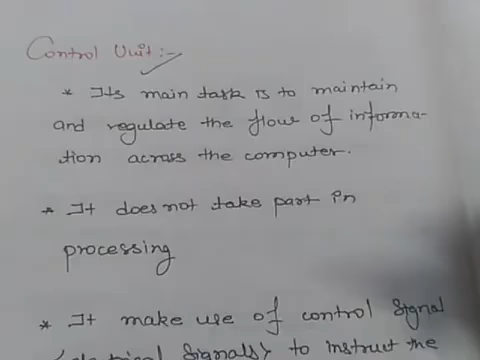 Control Unit:-
* Its main task is to maintain
and regulate the flow of informa-
tion across the computer.
* It does not take part in
processing
* It make use of control signal
Signals) to instruct the